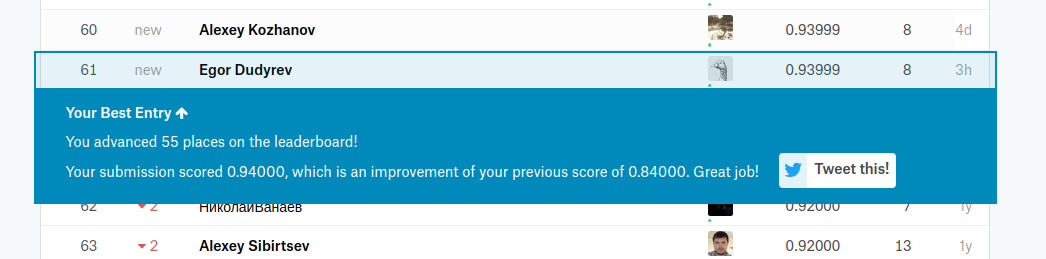 60 new Alexey Kozhanov 0.93999 8 4d
61 new Egor Dudyrev 0.93999 8 3h
Your Best Entry ↑
You advanced 55 places on the leaderboard!
Your submission scored 0.94000, which is an improvement of your previous score of 0.84000. Great job! Tweet this!
62 ▾ 2 НиколайВанаев 0.92000 7 1y
63 ▾ 2 Alexey Sibirtsev 0.92000 13 1y